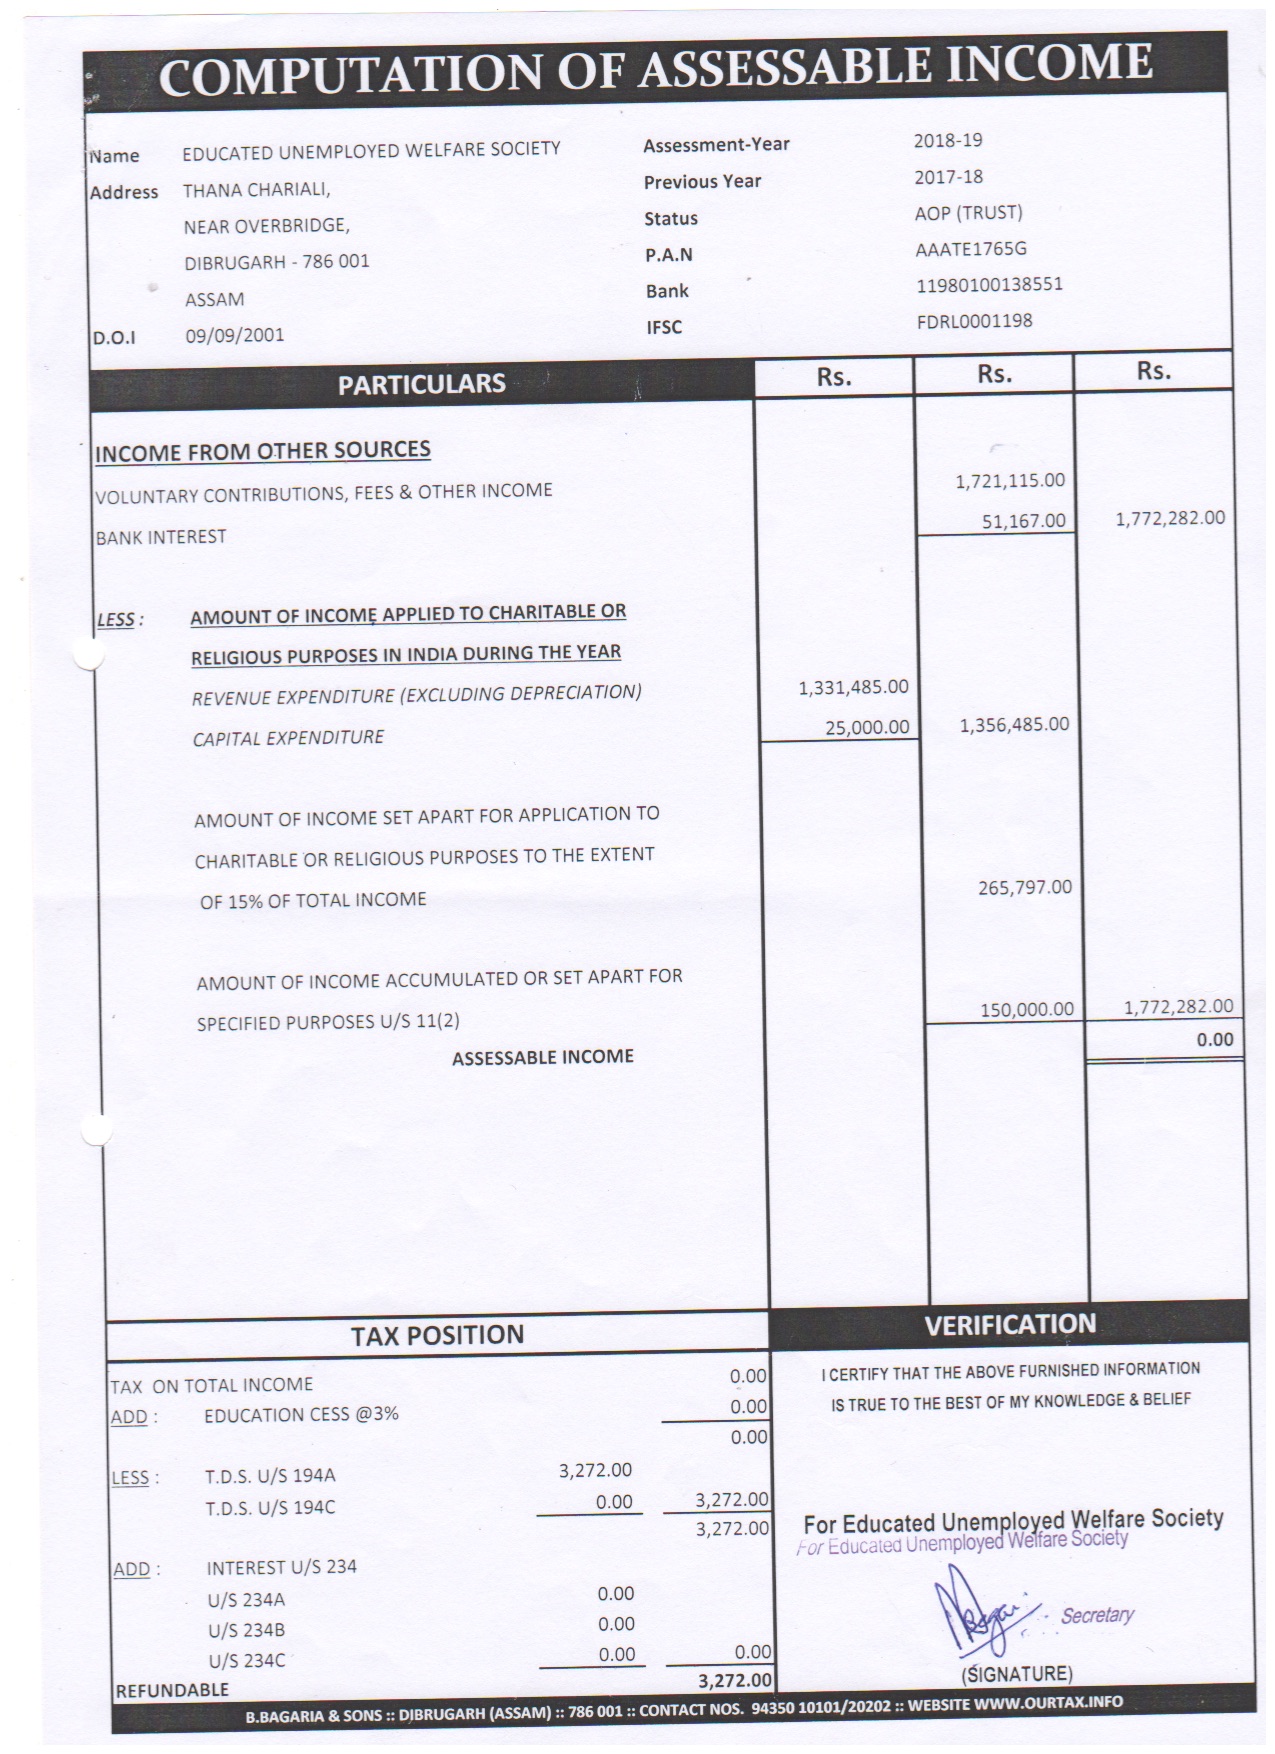 COMPUTATION OF ASSESSABLE INCOME
Name EDUCATED UNEMPLOYED WELFARE SOCIETY Assessment-Year 2018-19
Address THANA CHARIALI, Previous Year 2017-18
NEAR OVERBRIDGE, Status AOP (TRUST)
DIBRUGARH - 786 001 P.A.N AAATE1765G
ASSAM Bank 11980100138551
D.O.I 09/09/2001 IFSC FDRL0001198
PARTICULARS Rs. Rs. Rs.
INCOME FROM OTHER SOURCES
VOLUNTARY CONTRIBUTIONS, FEES & OTHER INCOME 1,721,115.00
BANK INTEREST 51,167.00 1,772,282.00
LESS : AMOUNT OF INCOME APPLIED TO CHARITABLE OR
RELIGIOUS PURPOSES IN INDIA DURING THE YEAR
REVENUE EXPENDITURE (EXCLUDING DEPRECIATION) 1,331,485.00
CAPITAL EXPENDITURE 25,000.00 1,356,485.00
AMOUNT OF INCOME SET APART FOR APPLICATION TO
CHARITABLE OR RELIGIOUS PURPOSES TO THE EXTENT
OF 15% OF TOTAL INCOME 265,797.00
AMOUNT OF INCOME ACCUMULATED OR SET APART FOR
SPECIFIED PURPOSES U/S 11(2) 150,000.00 1,772,282.00
ASSESSABLE INCOME 0.00
TAX POSITION
TAX ON TOTAL INCOME 0.00
ADD : EDUCATION CESS @3% 0.00
0.00
LESS : T.D.S. U/S 194A 3,272.00
T.D.S. U/S 194C 0.00 3,272.00
3,272.00
ADD : INTEREST U/S 234
U/S 234A 0.00
U/S 234B 0.00
U/S 234C 0.00 0.00
REFUNDABLE 3,272.00
VERIFICATION
I CERTIFY THAT THE ABOVE FURNISHED INFORMATION
IS TRUE TO THE BEST OF MY KNOWLEDGE & BELIEF
For Educated Unemployed Welfare Society
For Educated Unemployed Welfare Society
Secretary
(SIGNATURE)
B.BAGARIA & SONS :: DIBRUGARH (ASSAM) :: 786 001 :: CONTACT NOS. 94350 10101/20202 :: WEBSITE WWW.OURTAX.INFO